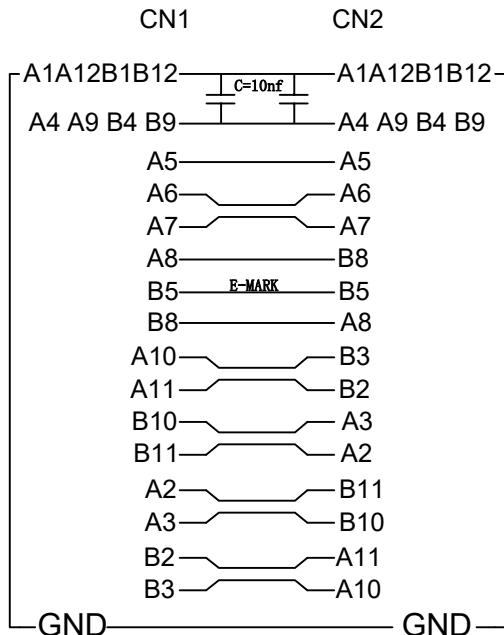 CN1 CN2
A1A12B1B12 C=10nf A1A12B1B12
A4 A9 B4 B9 A4 A9 B4 B9
A5 A5
A6 A6
A7 A7
A8 B8
B5 E-MARK B5
B8 A8
A10 B3
A11 B2
B10 A3
B11 A2
A2 B11
A3 B10
B2 A11
B3 A10
GND GND